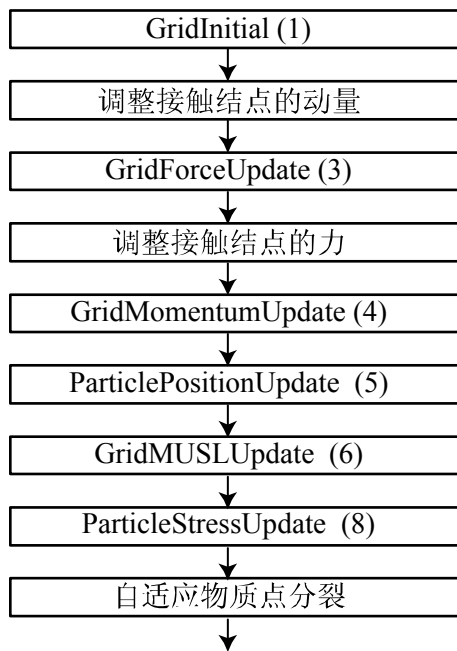 GridInitial (1)
调整接触结点的动量
GridForceUpdate (3)
调整接触结点的力
GridMomentumUpdate (4)
ParticlePositionUpdate (5)
GridMUSLUpdate (6)
ParticleStressUpdate (8)
自适应物质点分裂